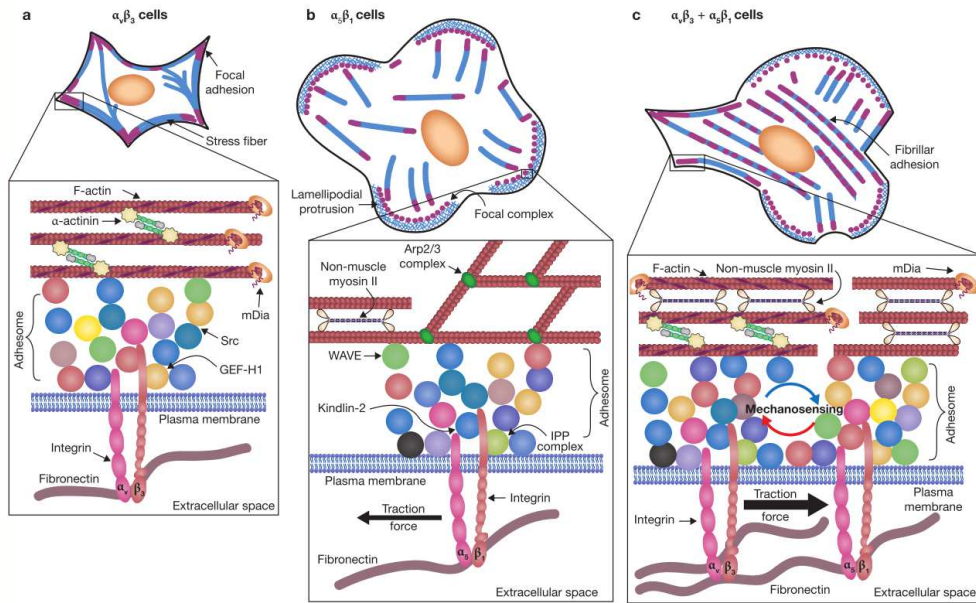 a
αvβ3 cells
Focal
adhesion
Stress fiber
F-actin
α-actinin
mDia
Adhesome
Src
GEF-H1
Plasma membrane
Integrin
Fibronectin
αv
β3
Extracellular space
b
α5β1 cells
Lamellipodial
protrusion
Focal complex
Arp2/3
complex
Non-muscle
myosin II
WAVE
Adhesome
Kindlin-2
IPP
complex
Plasma membrane
Integrin
Traction
force
Fibronectin
α5
β1
Extracellular space
c
αvβ3 + α5β1 cells
Fibrillar
adhesion
F-actin
Non-muscle myosin II
mDia
Mechanosensing
Adhesome
Plasma
membrane
Traction
force
Integrin
αv
β3
α5
β1
Fibronectin
Extracellular space